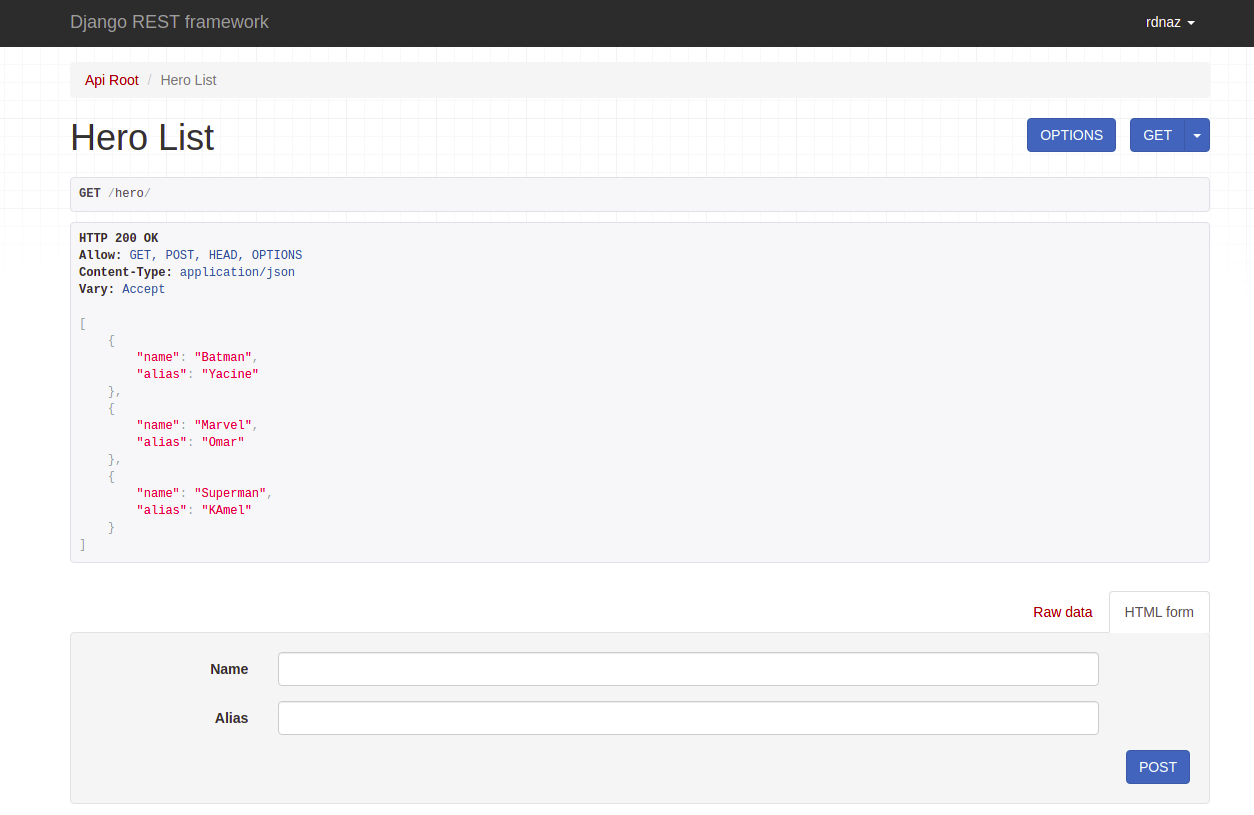 Django REST framework
rdnaz
Api Root / Hero List
Hero List
OPTIONS
GET
GET /hero/
HTTP 200 OK
Allow: GET, POST, HEAD, OPTIONS
Content-Type: application/json
Vary: Accept
[
    {
        "name": "Batman",
        "alias": "Yacine"
    },
    {
        "name": "Marvel",
        "alias": "Omar"
    },
    {
        "name": "Superman",
        "alias": "KAmel"
    }
]
Raw data
HTML form
Name
Alias
POST